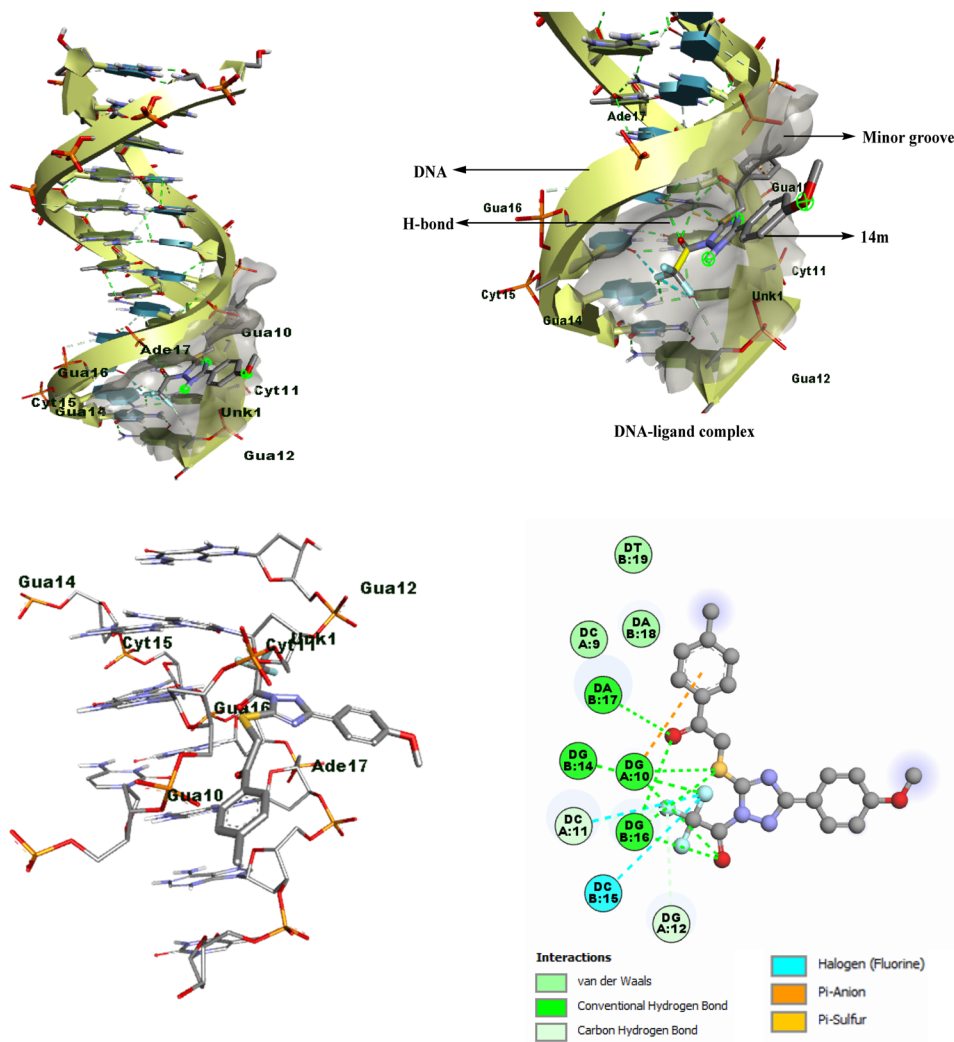 Gua10
Ade17
Gua16
Cyt11
Cyt15
Gua14
Unk1
Gua12
Ade17
Minor groove
DNA
Gua16
H-bond
14m
Cyt11
Cyt15
Unk1
Gua14
Gua12
DNA-ligand complex
Gua14
Gua12
Unk1
Cyt15
Cyt11
Gua16
Ade17
Gua10
DT
B:19
DA
B:18
DC
A:9
DA
B:17
DG
B:14
DG
A:10
DC
A:11
DG
B:16
DC
B:15
DG
A:12
Interactions
van der Waals
Conventional Hydrogen Bond
Carbon Hydrogen Bond
Halogen (Fluorine)
Pi-Anion
Pi-Sulfur